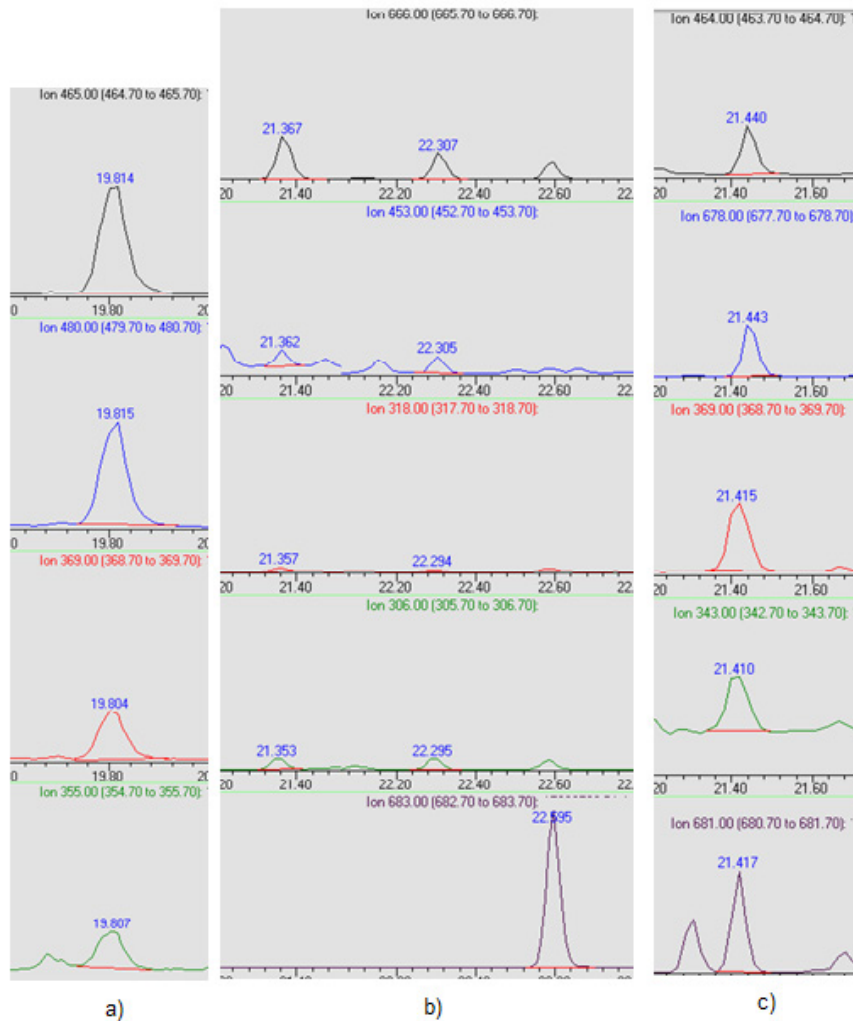 Ion 465.00 (464.70 to 465.70):
19.814
19.80
Ion 480.00 (479.70 to 480.70):
19.815
19.80
Ion 369.00 (368.70 to 369.70):
19.804
19.80
Ion 355.00 (354.70 to 355.70):
19.807
a)
Ion 666.00 (665.70 to 666.70):
21.367
22.307
20 21.40 22.20 22.40 22.60 22.
Ion 453.00 (452.70 to 453.70):
21.362
22.305
20 21.40 22.20 22.40 22.60 22.
Ion 318.00 (317.70 to 318.70):
21.357
22.294
20 21.40 22.20 22.40 22.60 22.
Ion 306.00 (305.70 to 306.70):
21.353
22.295
20 21.40 22.20 22.40 22.60 22.
Ion 683.00 (682.70 to 683.70):
22.595
b)
Ion 464.00 (463.70 to 464.70):
21.440
21.40 21.60
Ion 678.00 (677.70 to 678.70)
21.443
21.40 21.60
Ion 369.00 (368.70 to 369.70)
21.415
21.40 21.60
Ion 343.00 (342.70 to 343.70)
21.410
21.40 21.60
Ion 681.00 (680.70 to 681.70):
21.417
c)